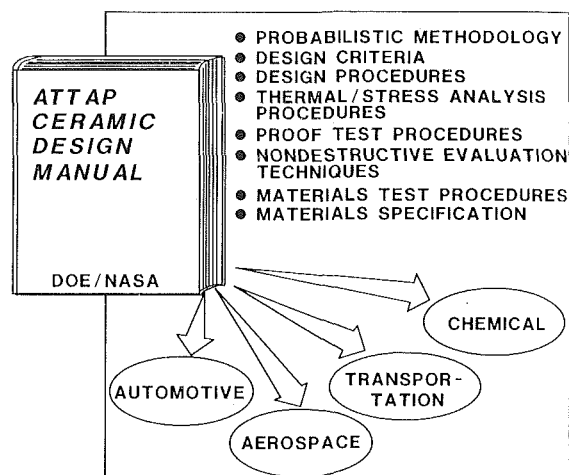 ATTAP
CERAMIC
DESIGN
MANUAL
DOE/NASA
● PROBABILISTIC METHODOLOGY
● DESIGN CRITERIA
● DESIGN PROCEDURES
● THERMAL/STRESS ANALYSIS
PROCEDURES
● PROOF TEST PROCEDURES
● NONDESTRUCTIVE EVALUATION
TECHNIQUES
● MATERIALS TEST PROCEDURES
● MATERIALS SPECIFICATION
CHEMICAL
TRANSPOR-
TATION
AUTOMOTIVE
AEROSPACE